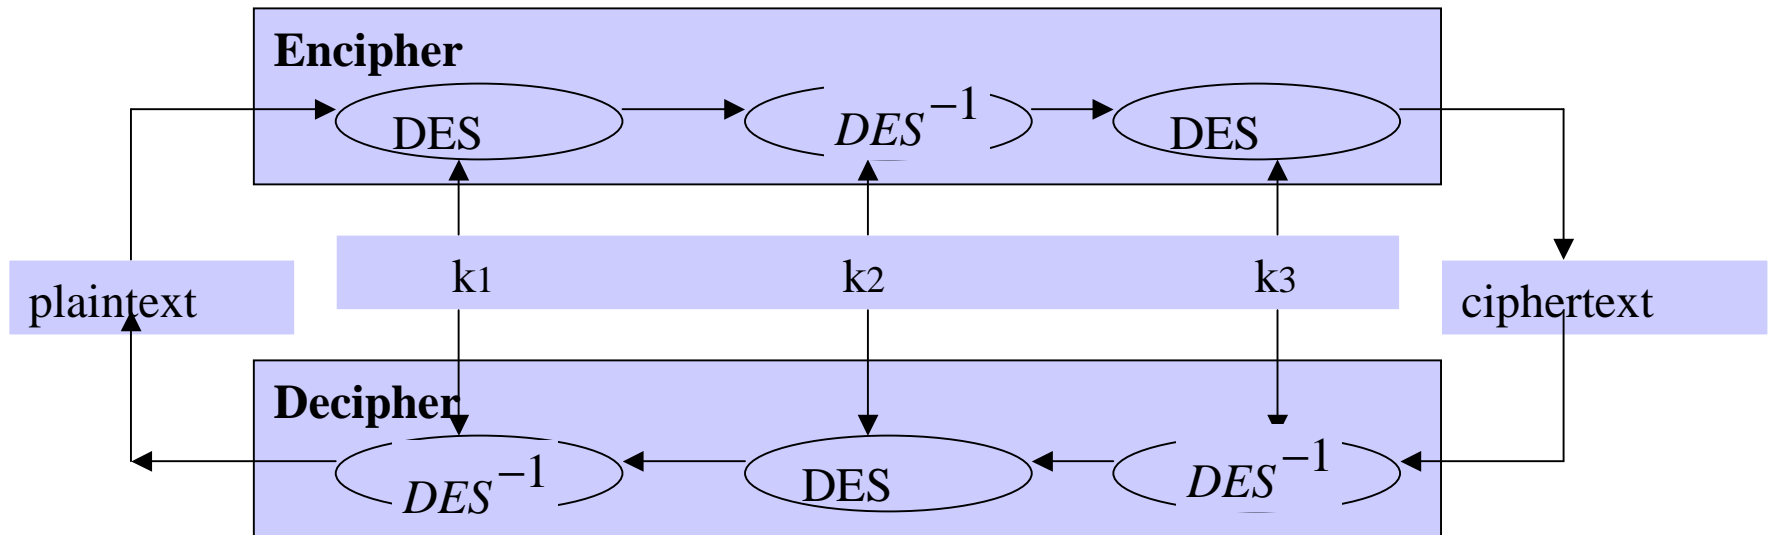 Encipher
DES DES⁻¹ DES
k1 k2 k3
plaintext ciphertext
Decipher
DES⁻¹ DES DES⁻¹